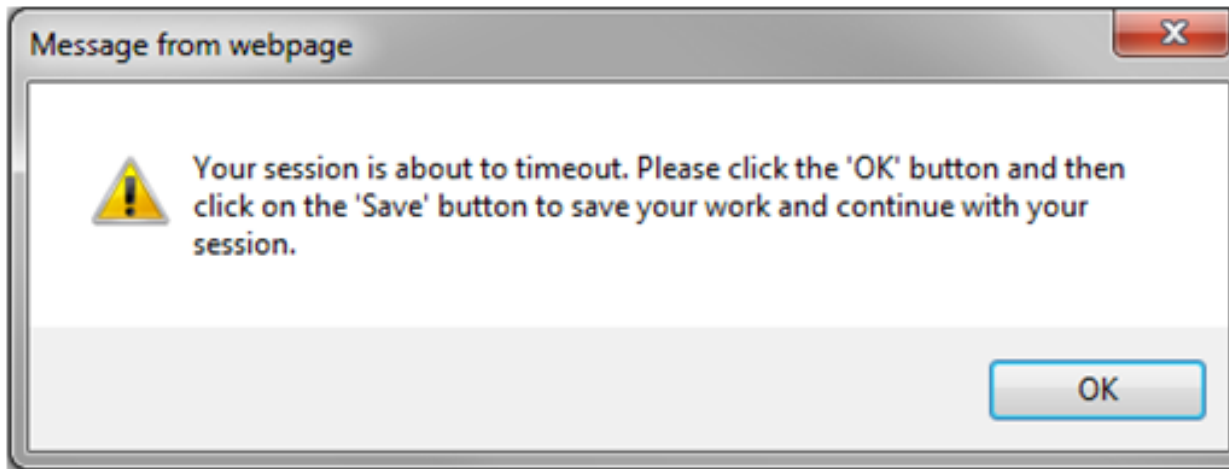 Message from webpage
Your session is about to timeout. Please click the 'OK' button and then
click on the 'Save' button to save your work and continue with your
session.
OK